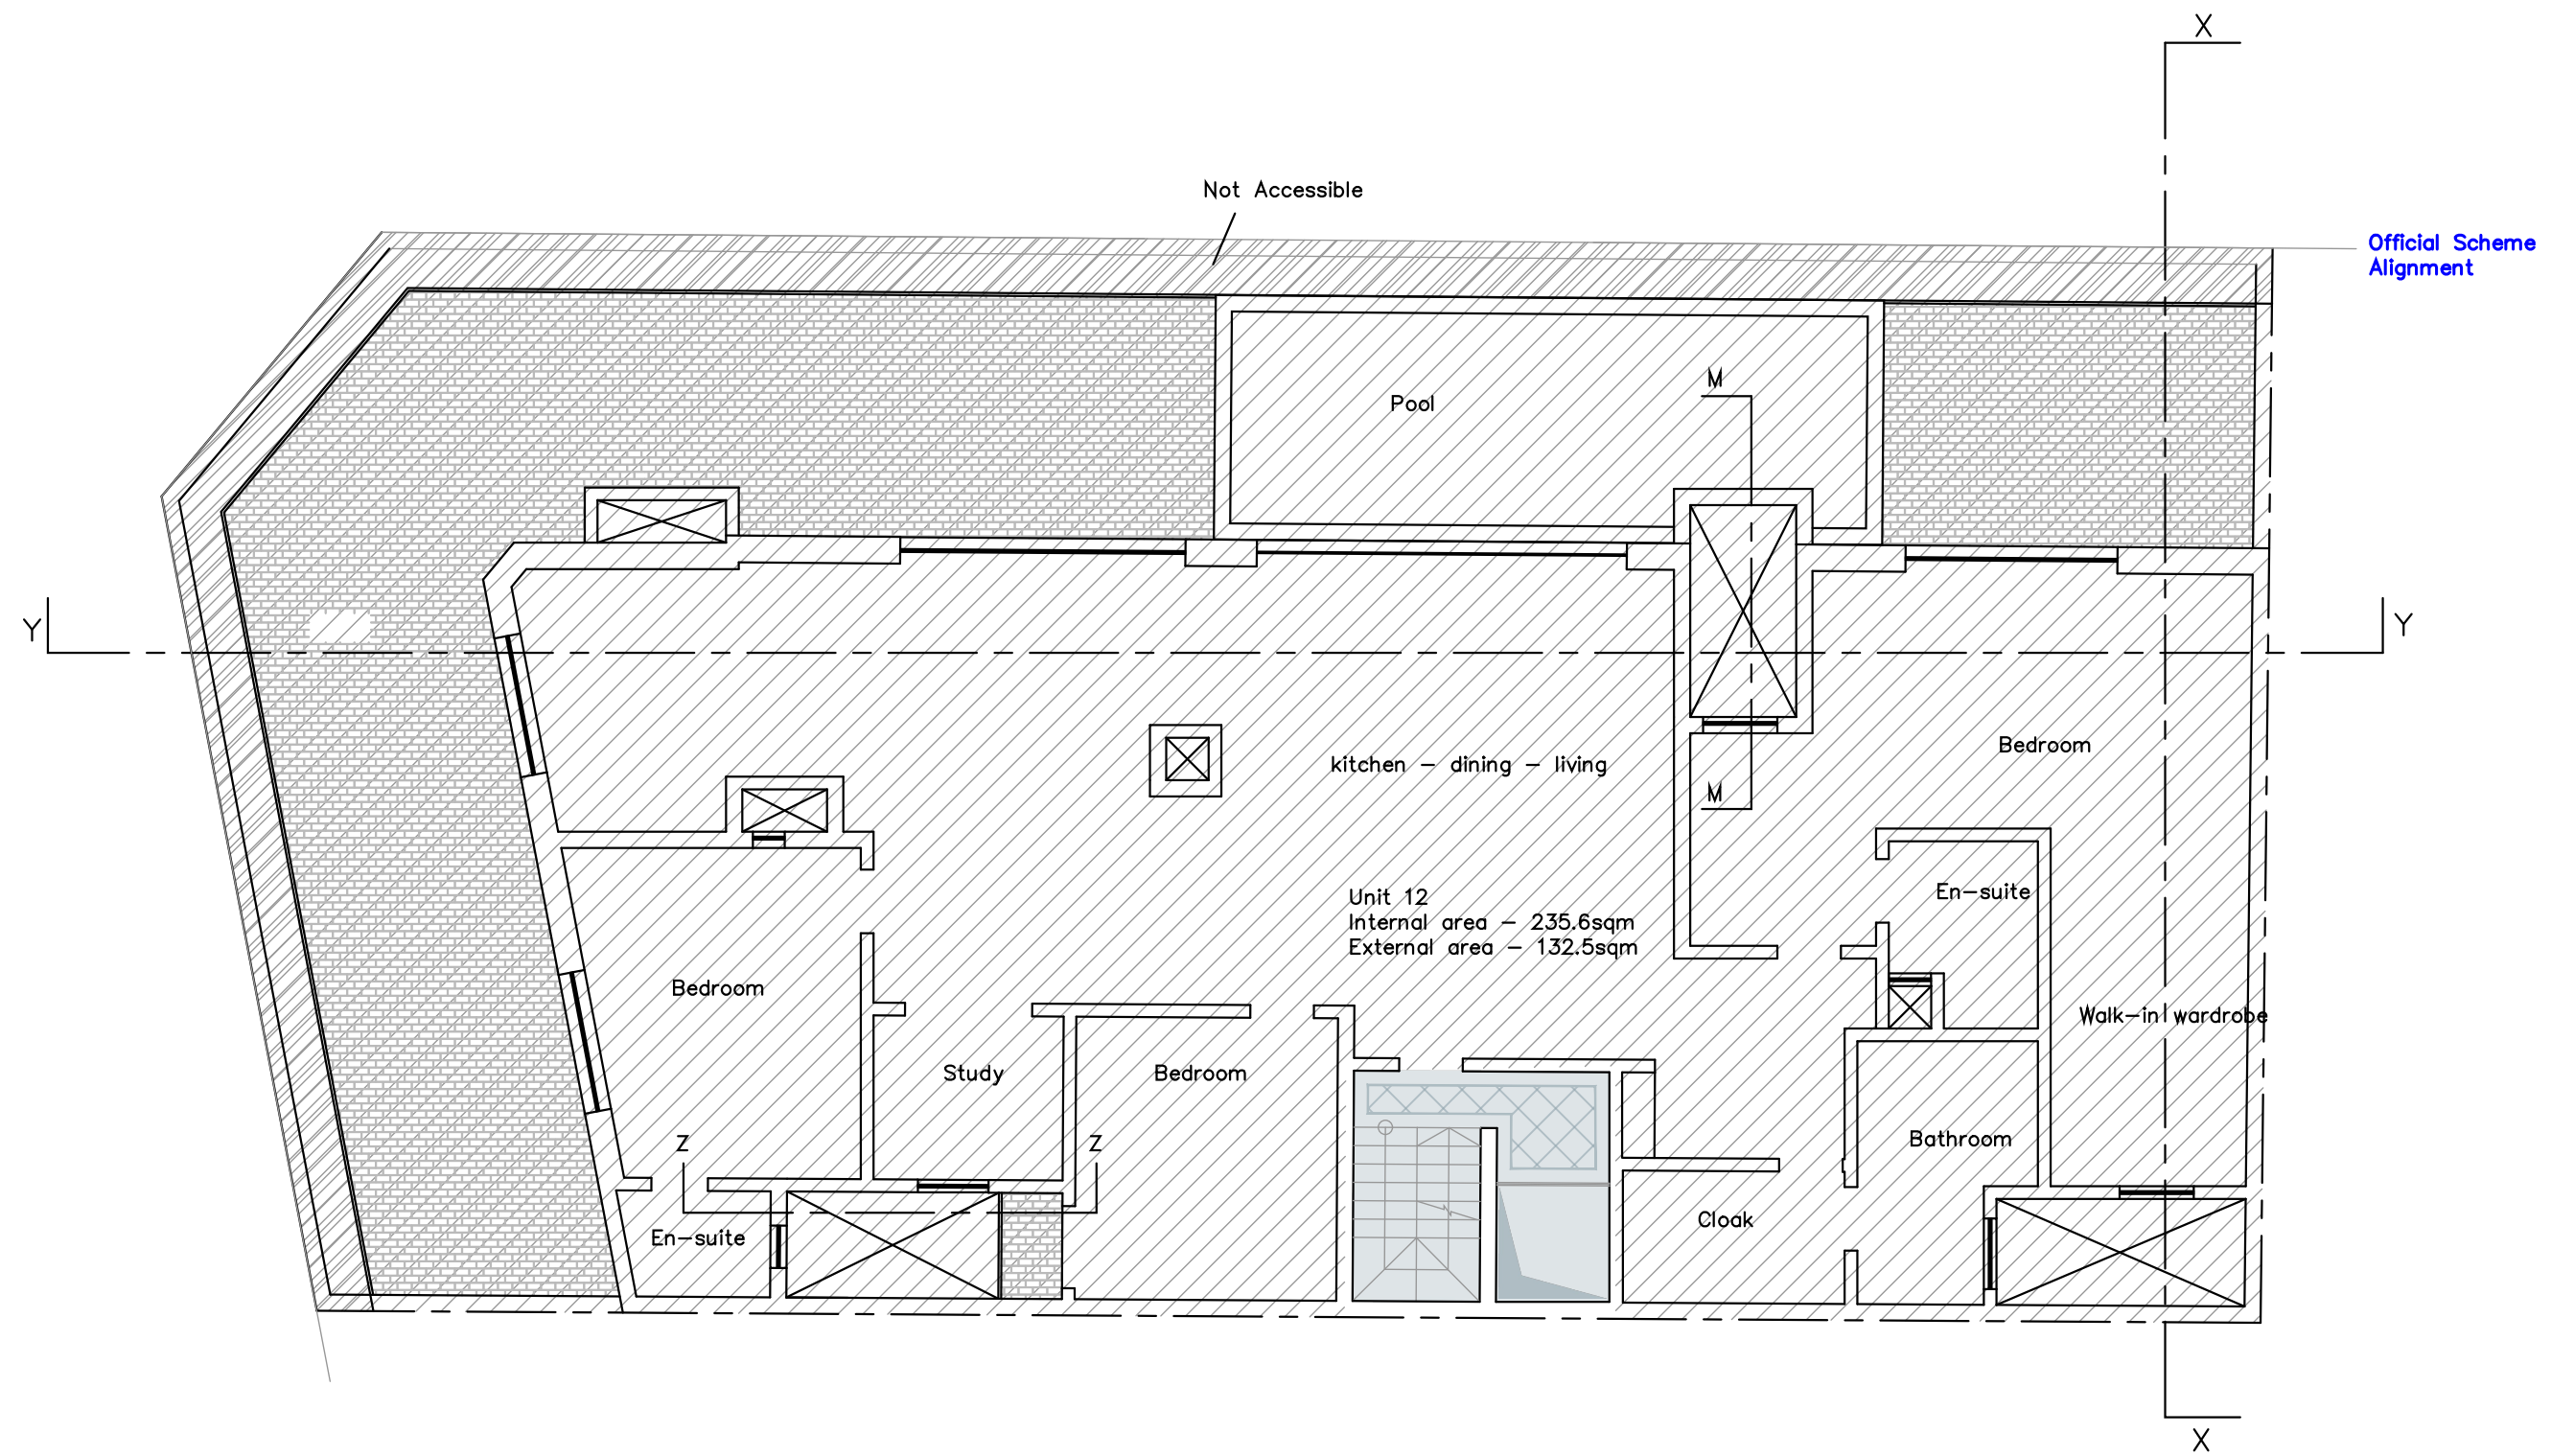 X
Not Accessible
Official Scheme
Alignment
M
Pool
Y
Y
Bedroom
kitchen - dining - living
M
En-suite
Unit 12
Internal area - 235.6sqm
External area - 132.5sqm
Bedroom
Walk-in wardrobe
Study
Bedroom
Z
Z
Bathroom
En-suite
Cloak
X